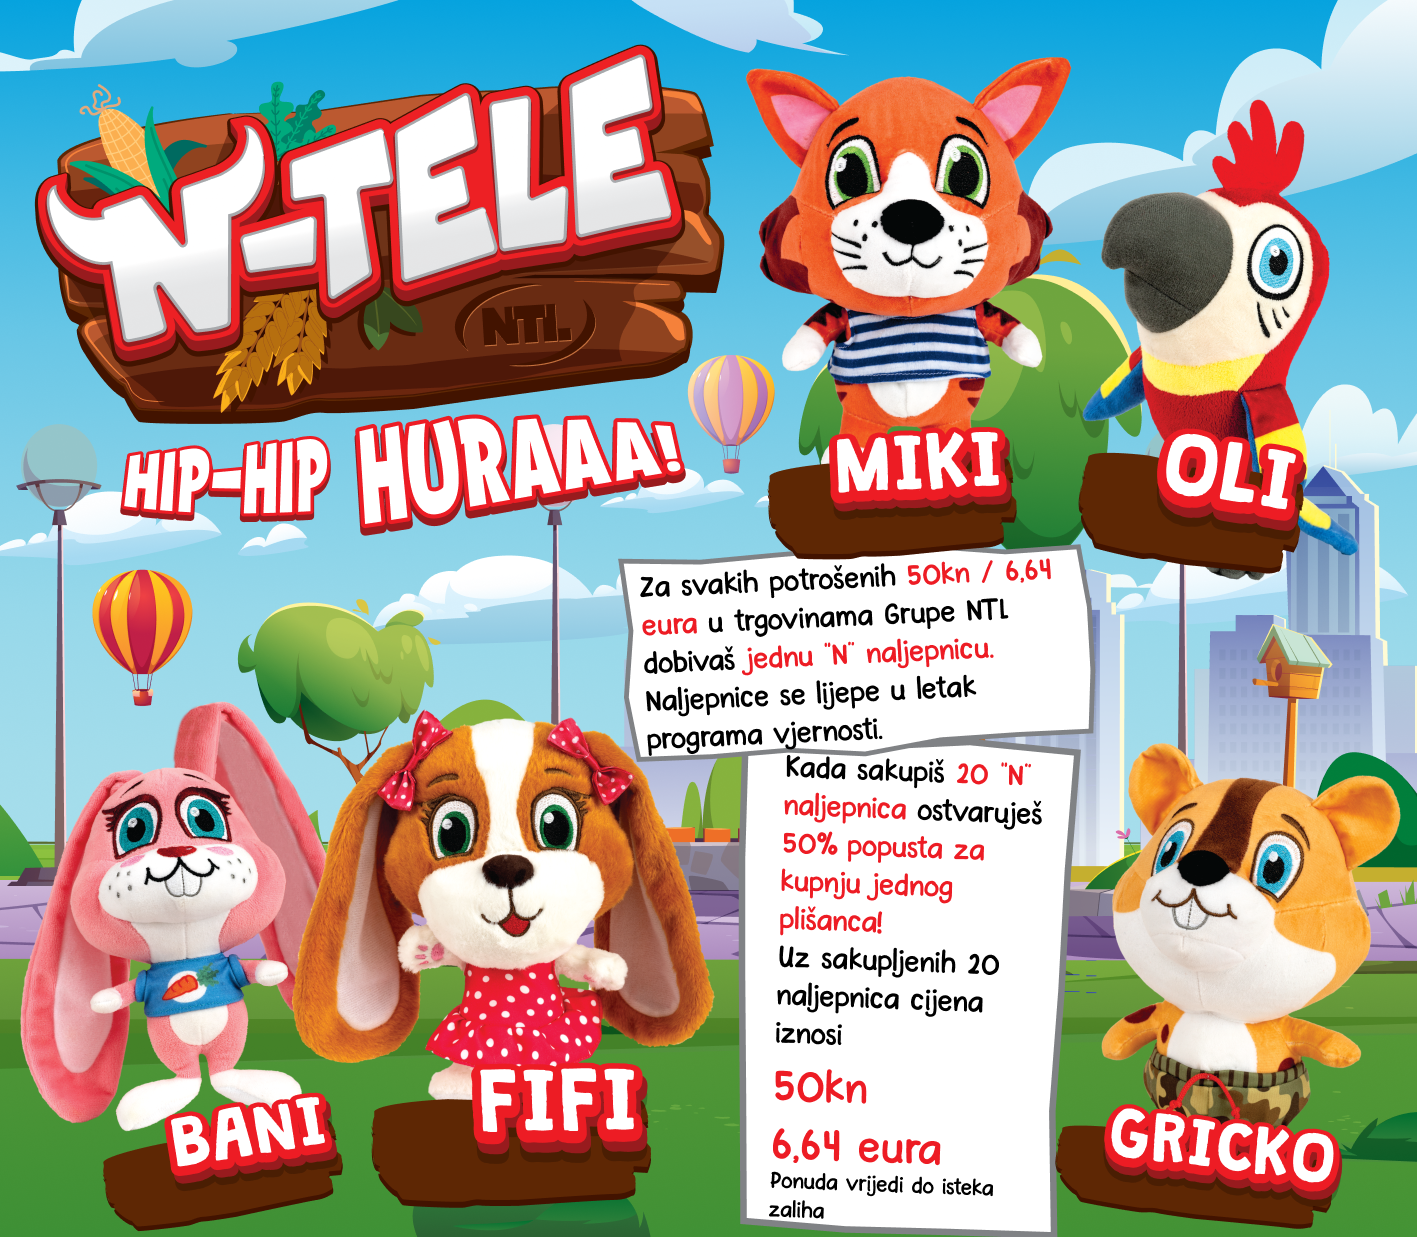 N-TELE
NTL
HIP-HIP HURAAA!
MIKI
OLI
Za svakih potrošenih 50kn / 6,64
eura u trgovinama Grupe NTL
dobivaš jednu "N" naljepnicu.
Naljepnice se lijepe u letak
programa vjernosti.
Kada sakupiš 20 "N"
naljepnica ostvaruješ
50% popusta za
kupnju jednog
plišanca!
Uz sakupljenih 20
naljepnica cijena
iznosi
50kn
6,64 eura
Ponuda vrijedi do isteka
zaliha
BANI
FIFI
GRICKO